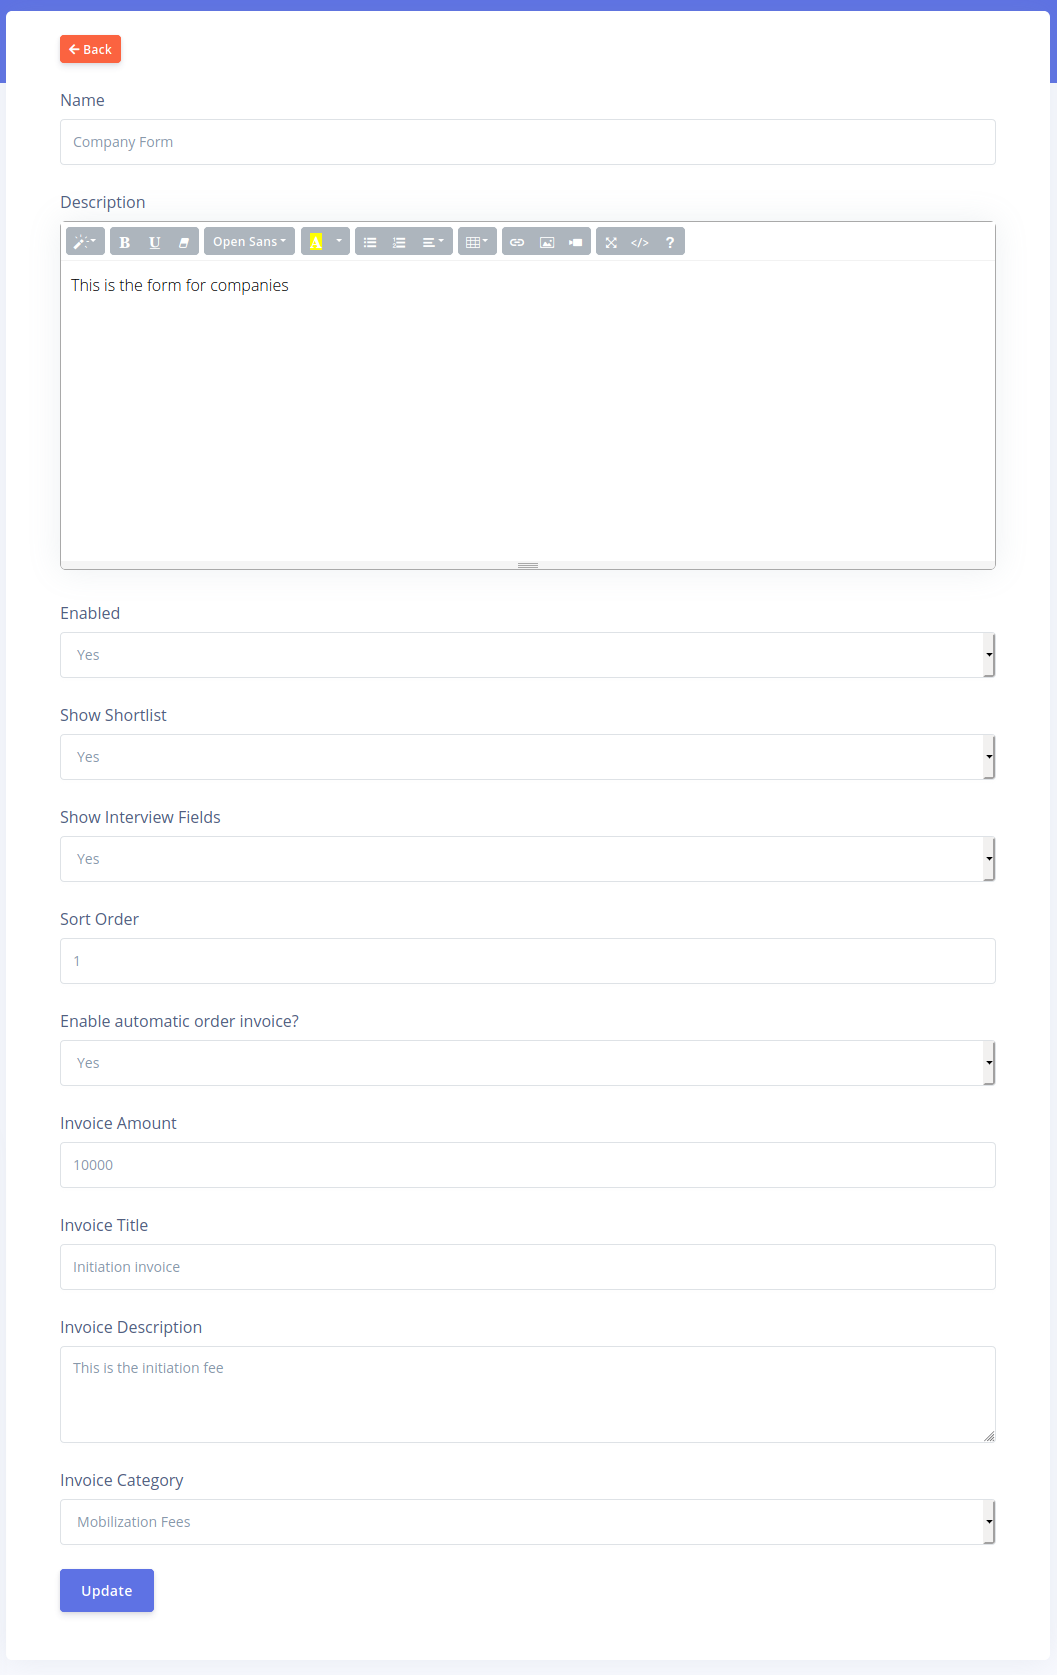 Back
Name
Company Form
Description
B U Open Sans A </> ?
This is the form for companies
Enabled
Yes
Show Shortlist
Yes
Show Interview Fields
Yes
Sort Order
1
Enable automatic order invoice?
Yes
Invoice Amount
10000
Invoice Title
Initiation invoice
Invoice Description
This is the initiation fee
Invoice Category
Mobilization Fees
Update